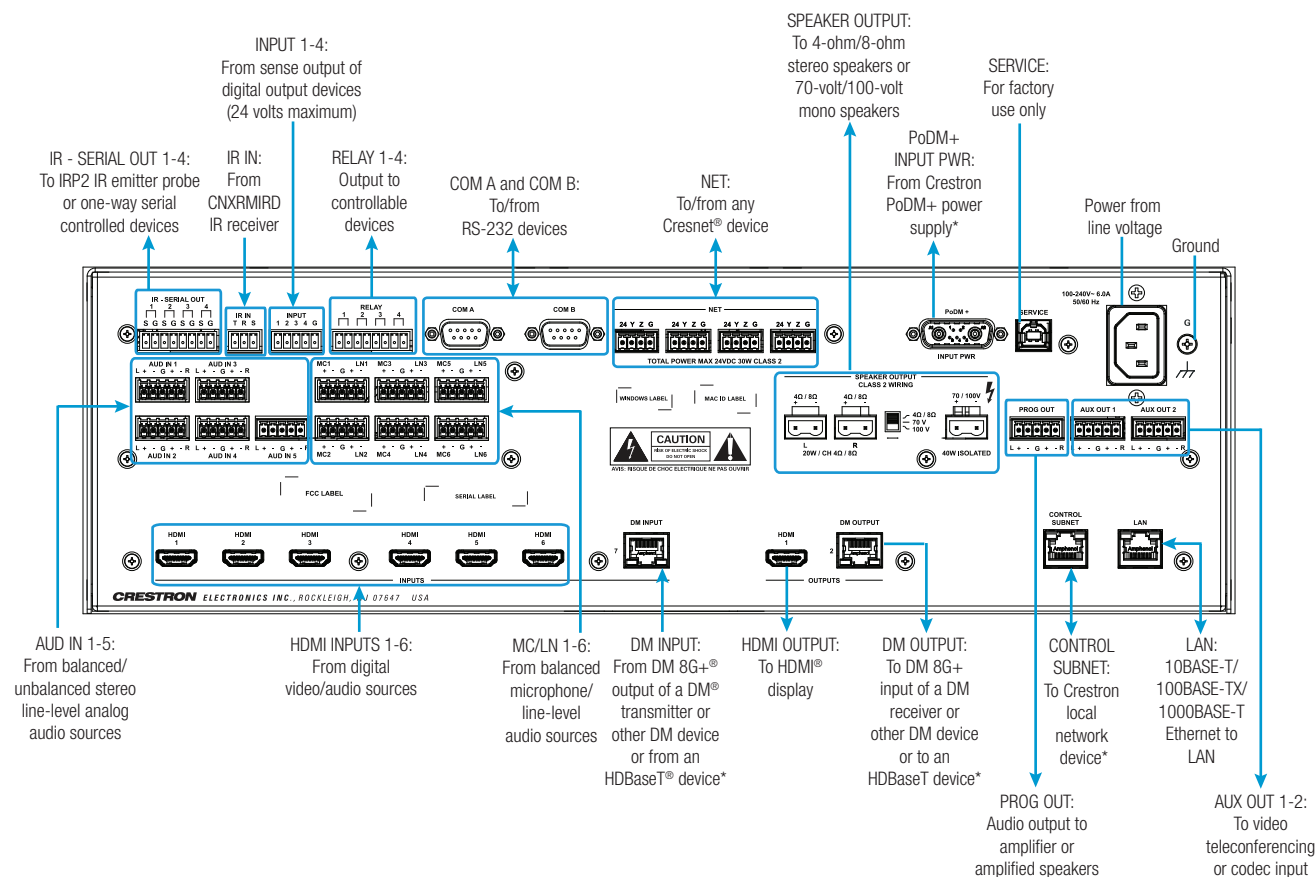 SPEAKER OUTPUT:
To 4-ohm/8-ohm
stereo speakers or
70-volt/100-volt
mono speakers
INPUT 1-4:
From sense output of
digital output devices
(24 volts maximum)
SERVICE:
For factory
use only
PoDM+
INPUT PWR:
From Crestron
PoDM+ power
supply*
IR - SERIAL OUT 1-4:
To IRP2 IR emitter probe
or one-way serial
controlled devices
IR IN:
From
CNXRMIRD
IR receiver
RELAY 1-4:
Output to
controllable
devices
COM A and COM B:
To/from
RS-232 devices
NET:
To/from any
Cresnet® device
Power from
line voltage
Ground
IR - SERIAL OUT
1 2 3 4
S G S G S G S G
IR IN
T R S
INPUT
1 2 3 4 G
RELAY
1 2 3 4
COM A
COM B
NET
24 Y Z G 24 Y Z G 24 Y Z G 24 Y Z G
TOTAL POWER MAX 24VDC 30W CLASS 2
PoDM +
INPUT PWR
SERVICE
100-240V~ 6.0A
50/60 Hz
G
AUD IN 1
L + - G + - R
AUD IN 3
L + - G + - R
L + - G + - R
AUD IN 2
L + - G + - R
AUD IN 4
L + - G + - R
AUD IN 5
MC1 LN1 MC3 LN3 MC5 LN5
+ - G + - + - G + - + - G + -
+ - G + - + - G + - + - G + -
MC2 LN2 MC4 LN4 MC6 LN6
WINDOWS LABEL
MAC ID LABEL
CAUTION
RISK OF ELECTRIC SHOCK
DO NOT OPEN
AVIS: RISQUE DE CHOC ELECTRIQUE NE PAS OUVRIR
SPEAKER OUTPUT
CLASS 2 WIRING
4Ω / 8Ω
+ -
4Ω / 8Ω
+ -
4Ω / 8Ω
70 V
100 V
70 / 100V
+ -
L R
20W / CH 4Ω / 8Ω
40W ISOLATED
PROG OUT
L + - G + - R
AUX OUT 1
L + - G + - R
AUX OUT 2
L + - G + - R
FCC LABEL
SERIAL LABEL
HDMI
1
HDMI
2
HDMI
3
HDMI
4
HDMI
5
HDMI
6
INPUTS
DM INPUT
7
HDMI
1
DM OUTPUT
2
OUTPUTS
CONTROL
SUBNET
Amphenol
LAN
Amphenol
CRESTRON ELECTRONICS INC., ROCKLEIGH, NJ 07647 USA
AUD IN 1-5:
From balanced/
unbalanced stereo
line-level analog
audio sources
HDMI INPUTS 1-6:
From digital
video/audio sources
MC/LN 1-6:
From balanced
microphone/
line-level
audio sources
DM INPUT:
From DM 8G+®
output of a DM®
transmitter or
other DM device
or from an
HDBaseT® device*
HDMI OUTPUT:
To HDMI®
display
DM OUTPUT:
To DM 8G+
input of a DM
receiver or
other DM device
or to an
HDBaseT device*
CONTROL
SUBNET:
To Crestron
local
network
device*
LAN:
10BASE-T/
100BASE-TX/
1000BASE-T
Ethernet to
LAN
PROG OUT:
Audio output to
amplifier or
amplified speakers
AUX OUT 1-2:
To video
teleconferencing
or codec input